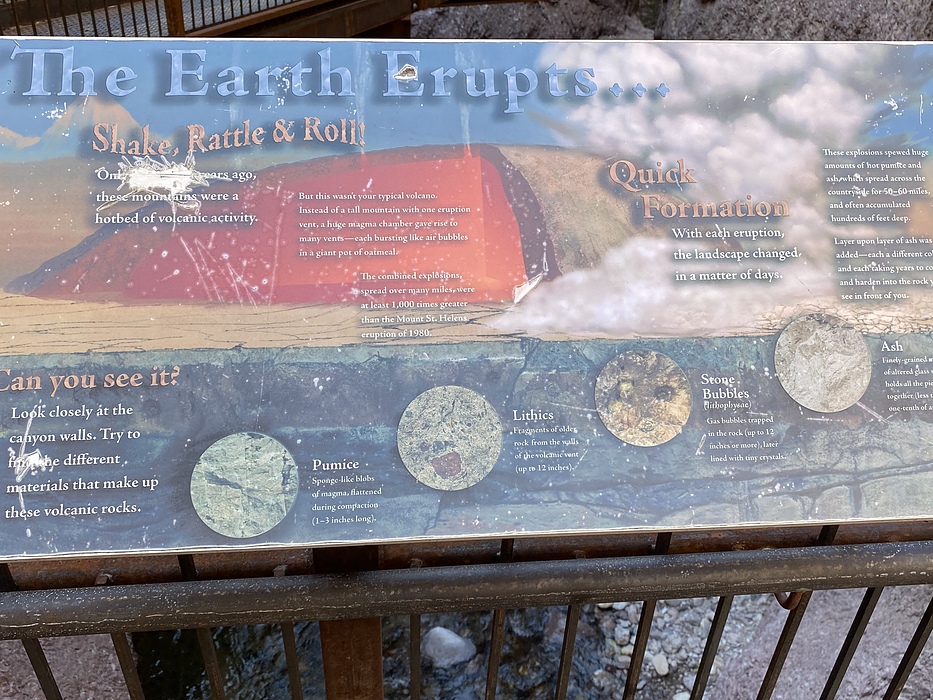 The Earth Erupts...
Shake, Rattle & Roll!
years ago,
these mountains were a
hotbed of volcanic activity.
But this wasn't your typical volcano.
Instead of a tall mountain with one eruption
vent, a huge magma chamber gave rise to
many vents—each bursting like air bubbles
in a giant pot of oatmeal.
The combined explosions,
spread over many miles, were
at least 1,000 times greater
than the Mount St. Helens
eruption of 1980.
Quick
Formation
With each eruption,
the landscape changed,
in a matter of days.
These explosions spewed huge
amounts of hot pumice and
ash, which spread across the
countryside for 50–60 miles,
and often accumulated
hundreds of feet deep.
Layer upon layer of ash was
added—each a different
and each taking years to
and harden into the rock
see in front of you.
Can you see it?
Look closely at the
canyon walls. Try to
find the different
materials that make up
these volcanic rocks.
Pumice
Sponge-like blobs
of magma, flattened
during compaction
(1–3 inches long).
Lithics
Fragments of older
rock from the walls
of the volcanic vent
(up to 12 inches).
Stone
Bubbles
(lithophysae)
Gas bubbles trapped
in the rock (up to 12
inches or more), later
lined with tiny crystals.
Ash
Finely-grained
of altered glass
holds all the
together (less
one-tenth of